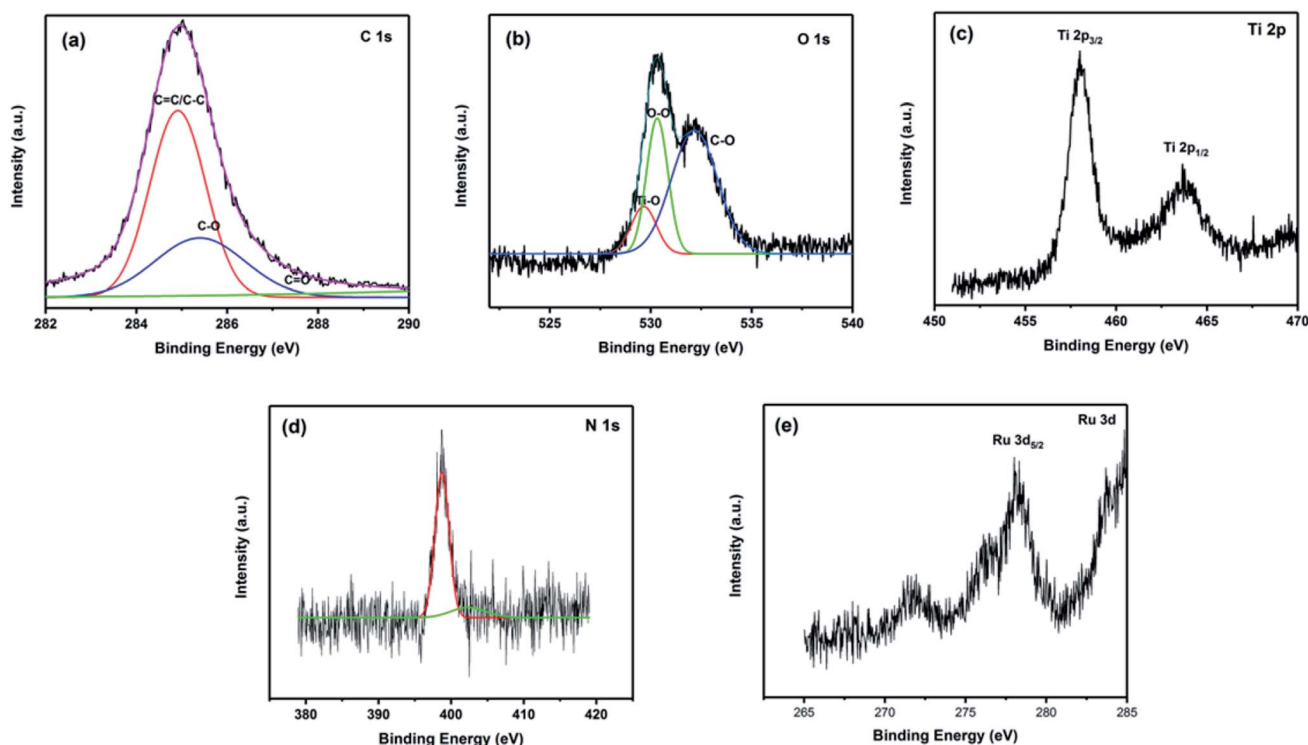 (a)
C 1s
C=C/C-C
C-O
C=O
282 284 286 288 290
Binding Energy (eV)
Intensity (a.u.)
(b)
O 1s
O-O
C-O
Ti-O
525 530 535 540
Binding Energy (eV)
Intensity (a.u.)
(c)
Ti 2p
Ti 2p3/2
Ti 2p1/2
450 455 460 465 470
Binding Energy (eV)
Intensity (a.u.)
(d)
N 1s
380 390 400 410 420
Binding Energy (eV)
Intensity (a.u.)
(e)
Ru 3d
Ru 3d5/2
265 270 275 280 285
Binding Energy (eV)
Intensity (a.u.)